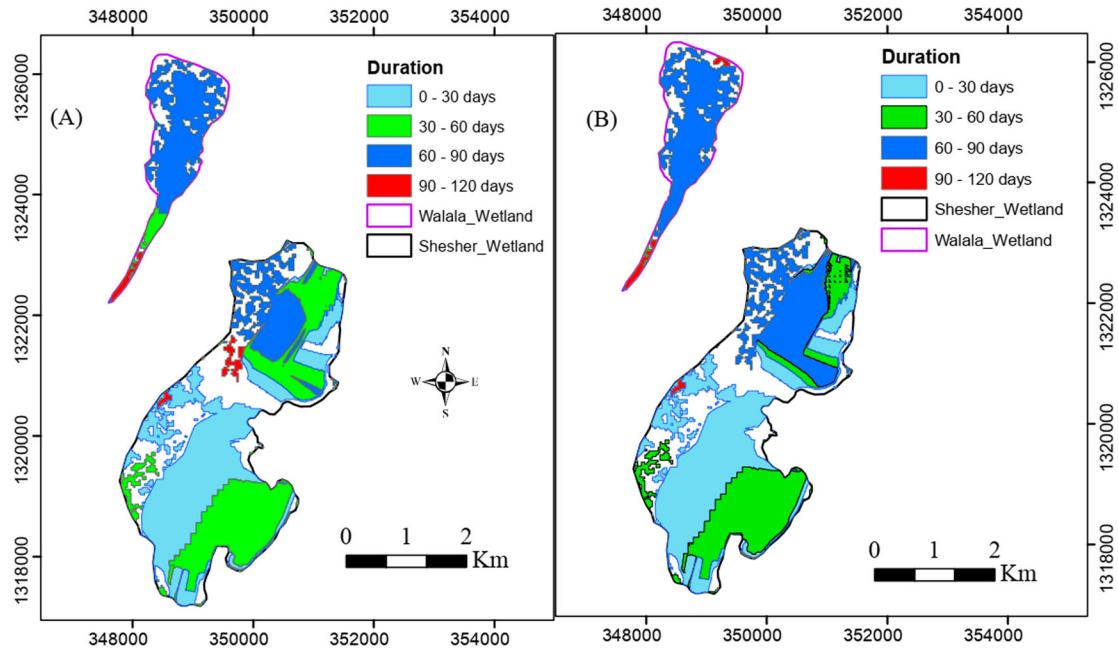 348000 350000 352000 354000
348000 350000 352000 354000
1326000
1324000
1322000
1320000
1318000
(A)
Duration
0 - 30 days
30 - 60 days
60 - 90 days
90 - 120 days
Walala_Wetland
Shesher_Wetland
N
W E
S
0 1 2
Km
348000 350000 352000 354000
(B)
Duration
0 - 30 days
30 - 60 days
60 - 90 days
90 - 120 days
Shesher_Wetland
Walala_Wetland
0 1 2
Km
348000 350000 352000 354000
1326000
1324000
1322000
1320000
1318000